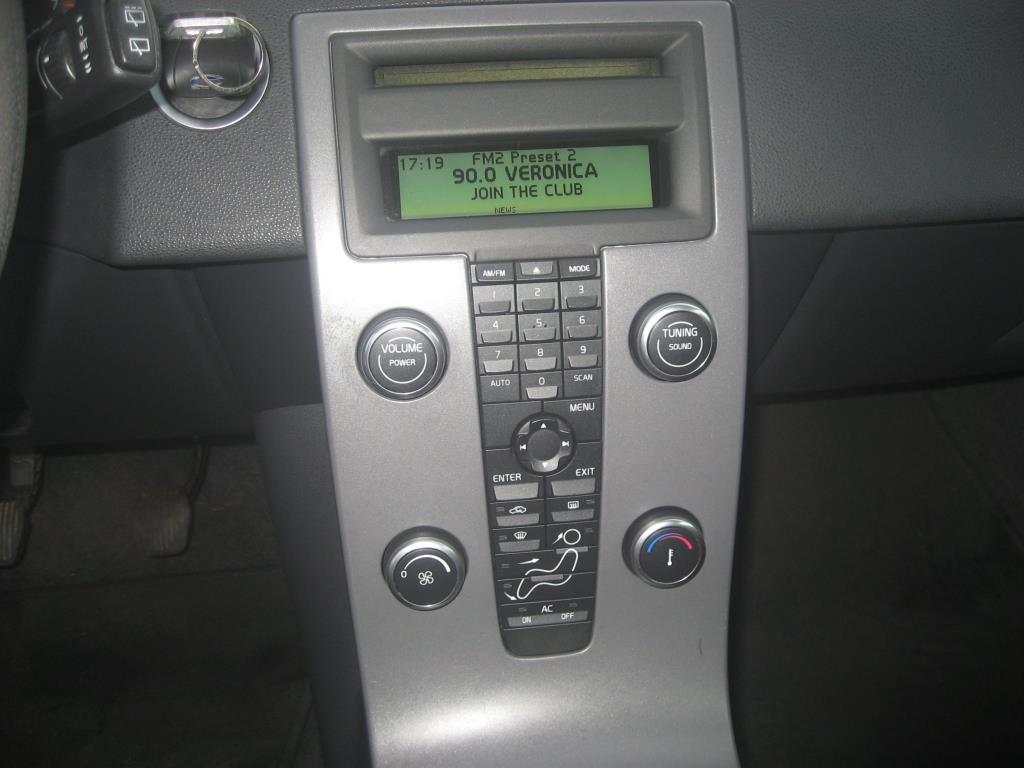 17:19 FM2 Preset 2
90.0 VERONICA
JOIN THE CLUB
NEWS
AM/FM MODE
1 2 3
4 5 6
7 8 9
AUTO 0 SCAN
VOLUME
POWER
TUNING
SOUND
MENU
ENTER EXIT
0
AC
ON OFF